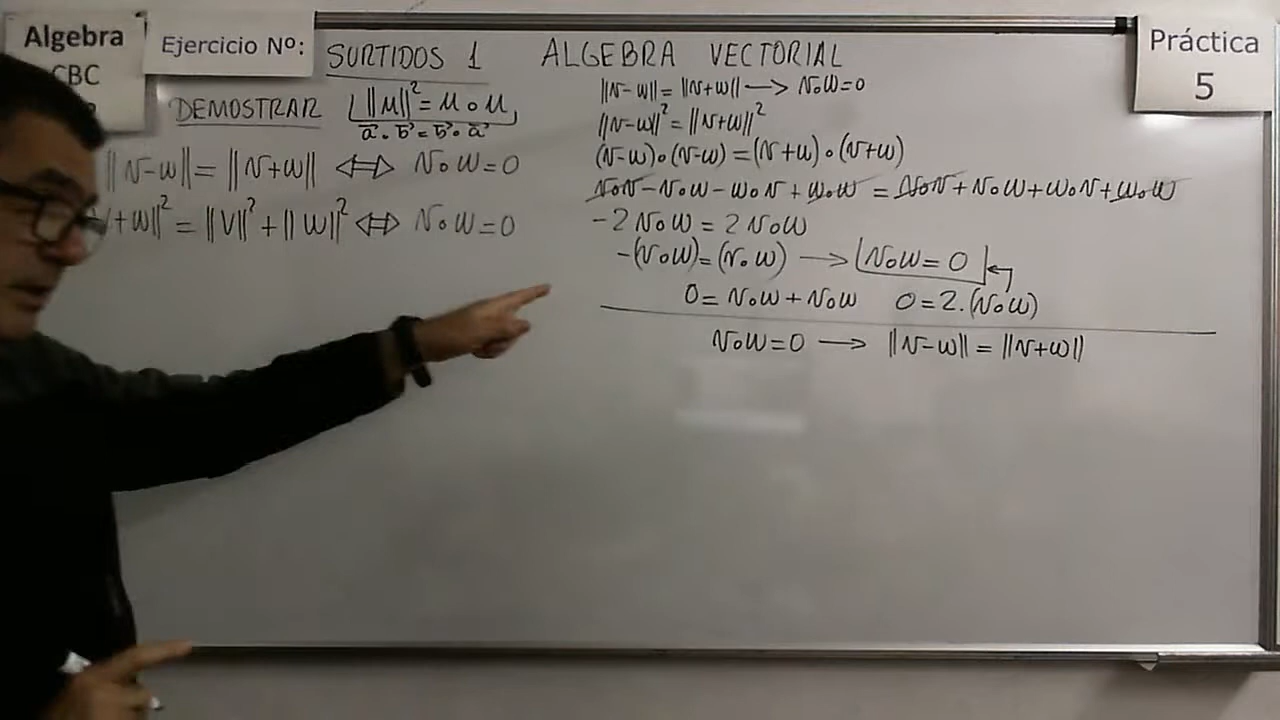 Algebra
CBC
Ejercicio Nº:
SURTIDOS 1 ALGEBRA VECTORIAL
Práctica
5
DEMOSTRAR ||u||² = u∘u
a⃗ . b⃗ = b⃗ . a⃗
||v-w|| = ||v+w|| ⟺ v∘w=0
+w||² = ||v||² + ||w||² ⟺ v∘w=0
||v-w|| = ||v+w|| → v∘w=0
||v-w||² = ||v+w||²
(v-w)∘(v-w) = (v+w)∘(v+w)
v∘v - v∘w - w∘v + w∘w = v∘v + v∘w + w∘v + w∘w
-2 v∘w = 2 v∘w
-(v∘w) = (v∘w) → v∘w = 0
0 = v∘w + v∘w 0 = 2.(v∘w)
v∘w=0 → ||v-w|| = ||v+w||